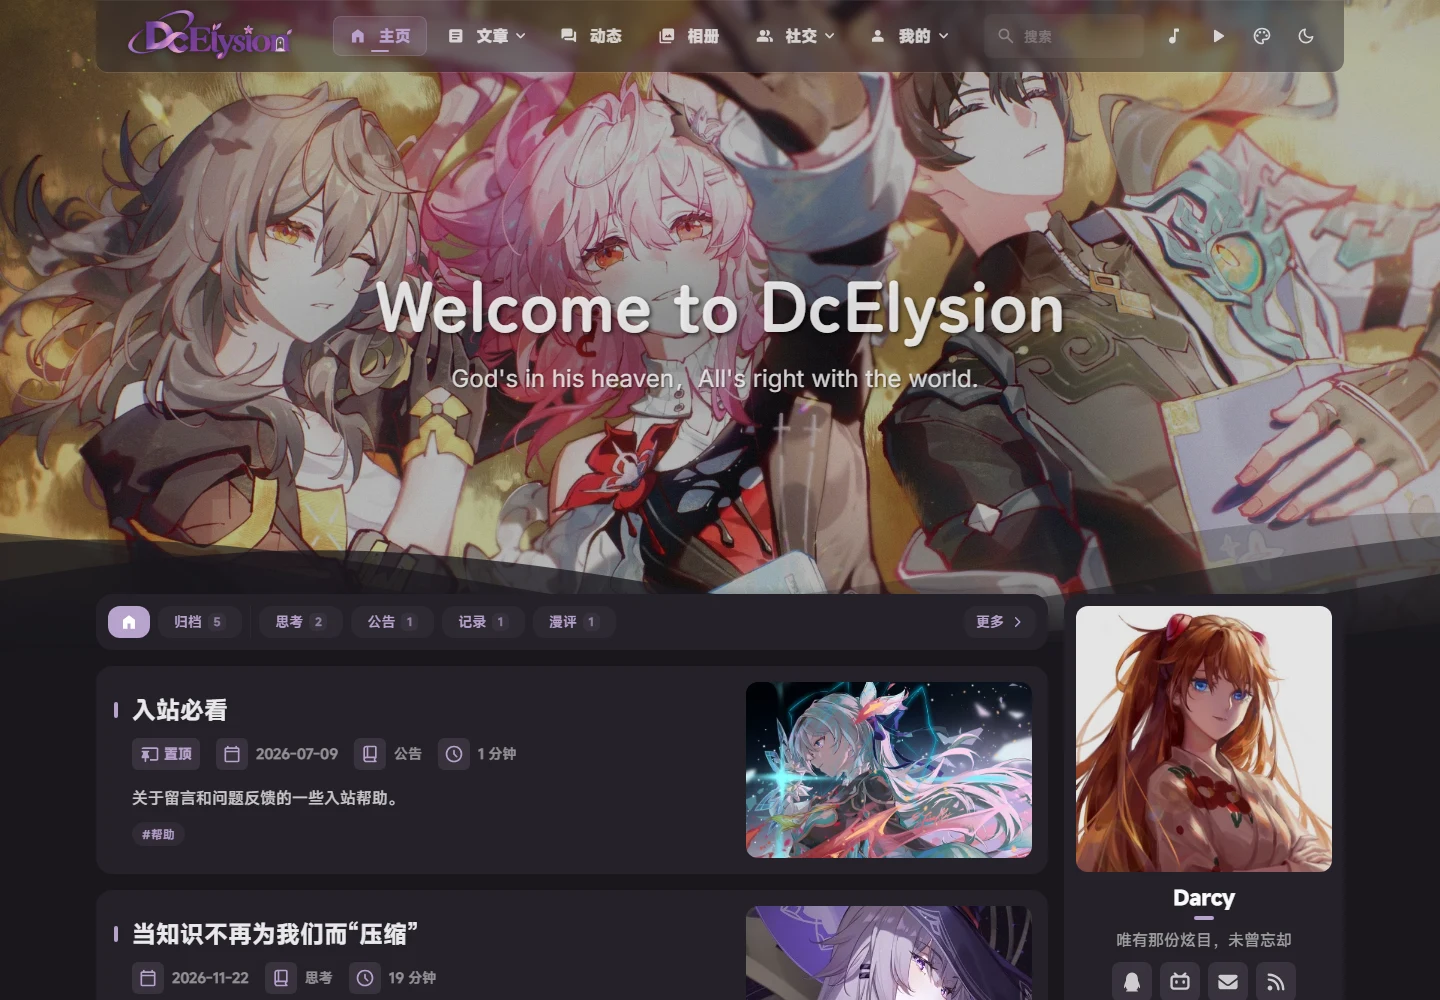 DcElysion
主页
文章
动态
相册
社交
我的
搜索
Welcome to DcElysion
God's in his heaven，All's right with the world.
归档 5
思考 2
公告 1
记录 1
漫评 1
更多
入站必看
置顶 2026-07-09 公告 1 分钟
关于留言和问题反馈的一些入站帮助。
#帮助
当知识不再为我们而“压缩”
2026-11-22 思考 19 分钟
Darcy
唯有那份炫目，未曾忘却